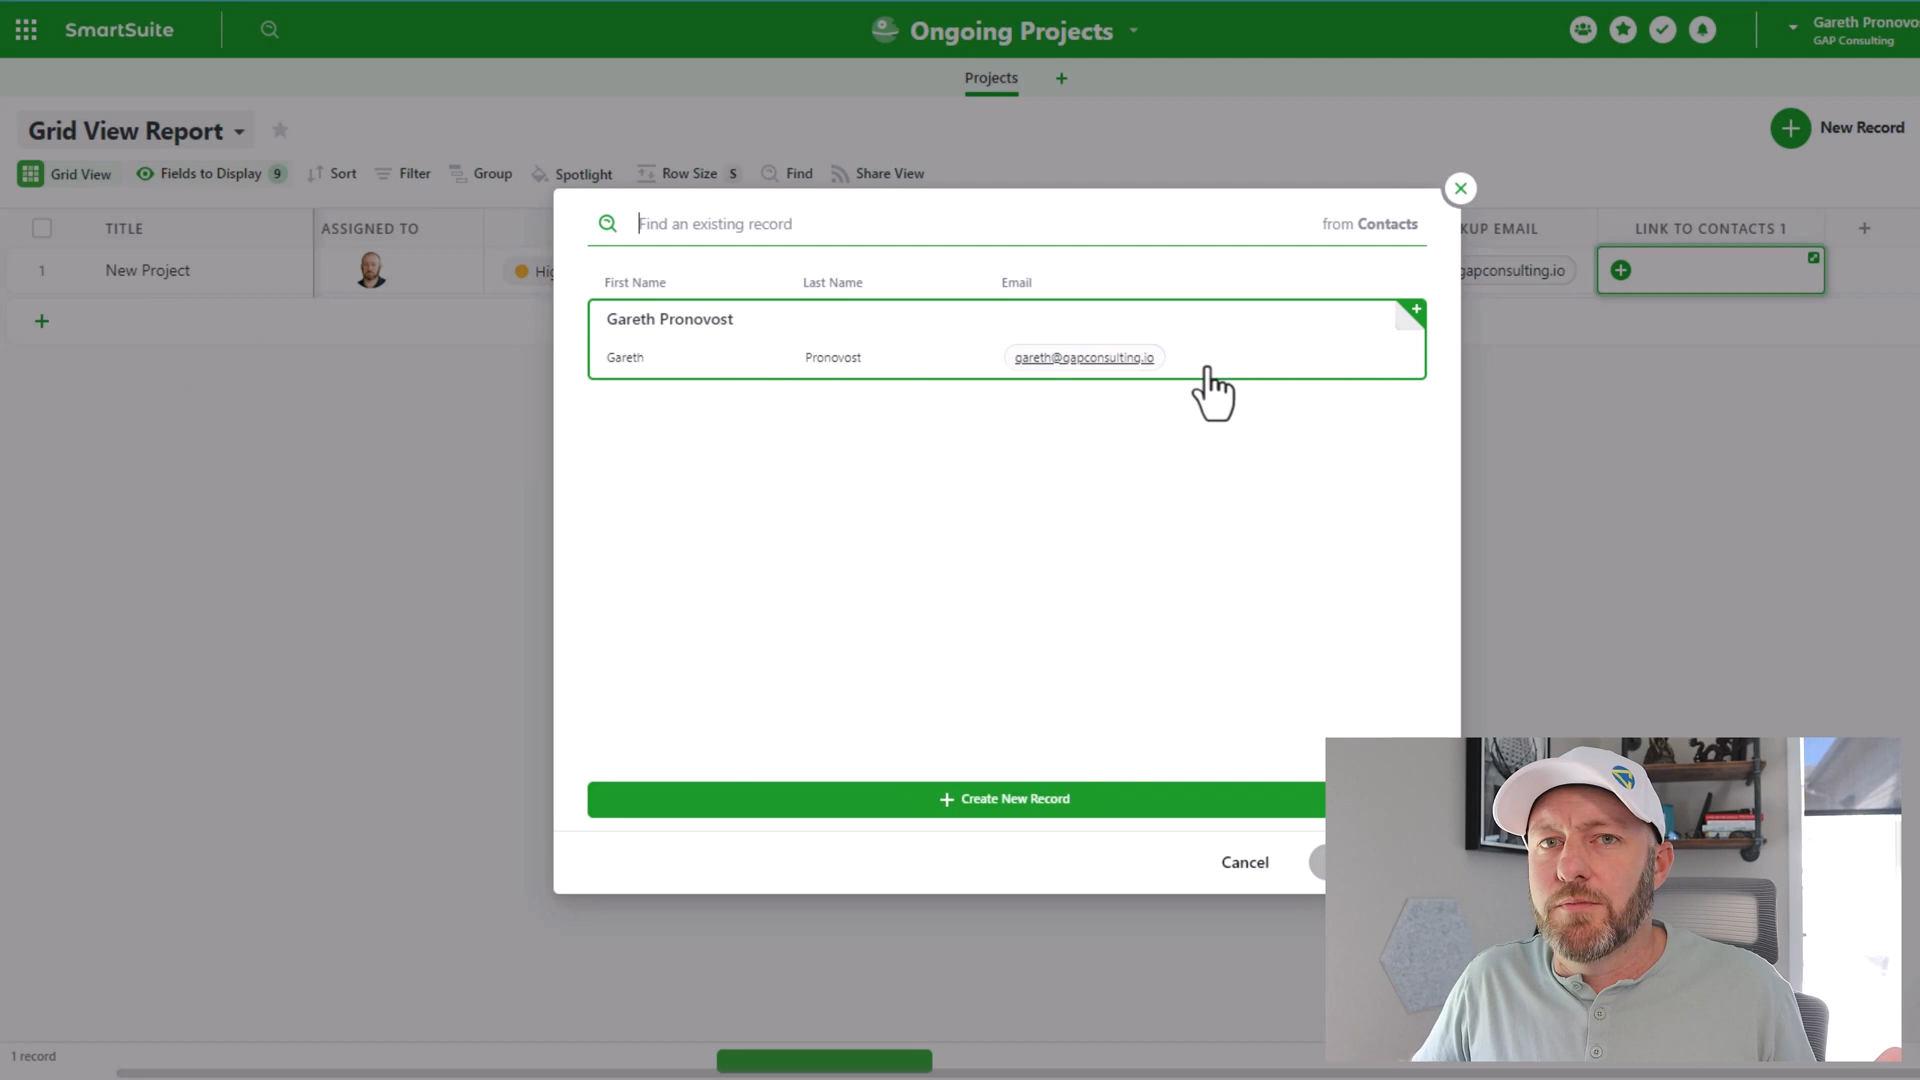 SmartSuite
Ongoing Projects
Gareth Pronovo
GAP Consulting
Projects
Grid View Report
New Record
Grid View
Fields to Display 9
Sort
Filter
Group
Spotlight
Row Size S
Find
Share View
TITLE
ASSIGNED TO
KUP EMAIL
LINK TO CONTACTS 1
1
New Project
Hig
gapconsulting.io
Find an existing record
from Contacts
First Name
Last Name
Email
Gareth Pronovost
Gareth
Pronovost
gareth@gapconsulting.io
Create New Record
Cancel
1 record